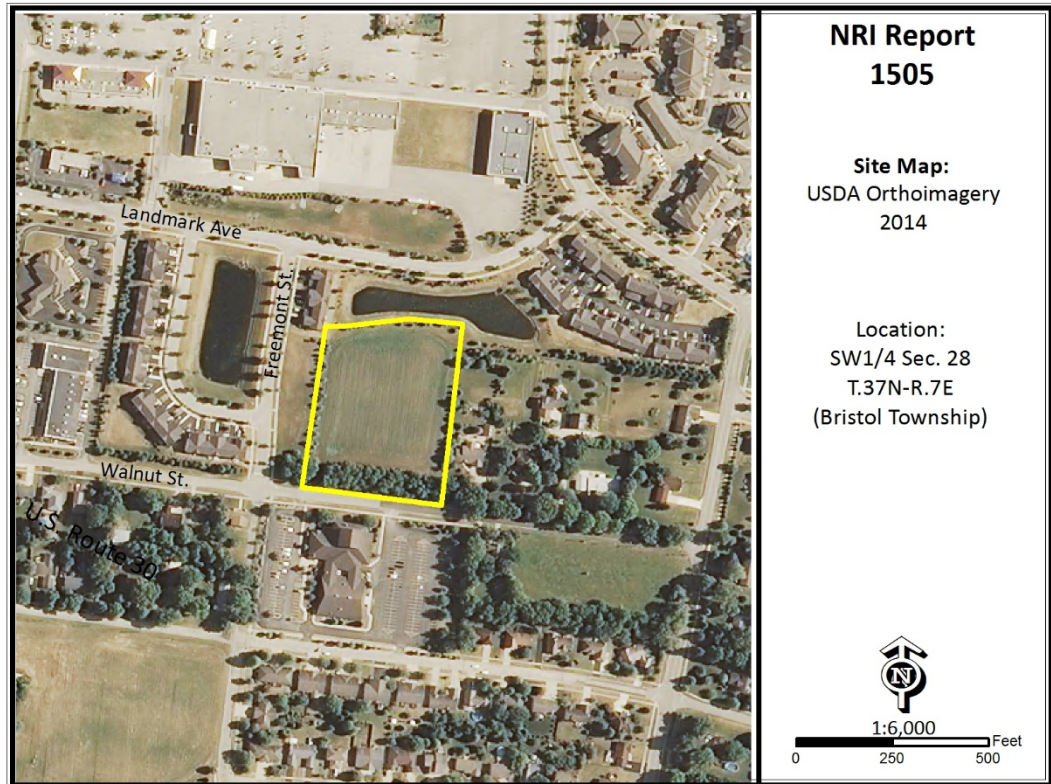 NRI Report
1505
Site Map:
USDA Orthoimagery
2014
Location:
SW1/4 Sec. 28
T.37N-R.7E
(Bristol Township)
Landmark Ave
Freemont St.
Walnut St.
U.S. Route 30
N
1:6,000
Feet
0 250 500